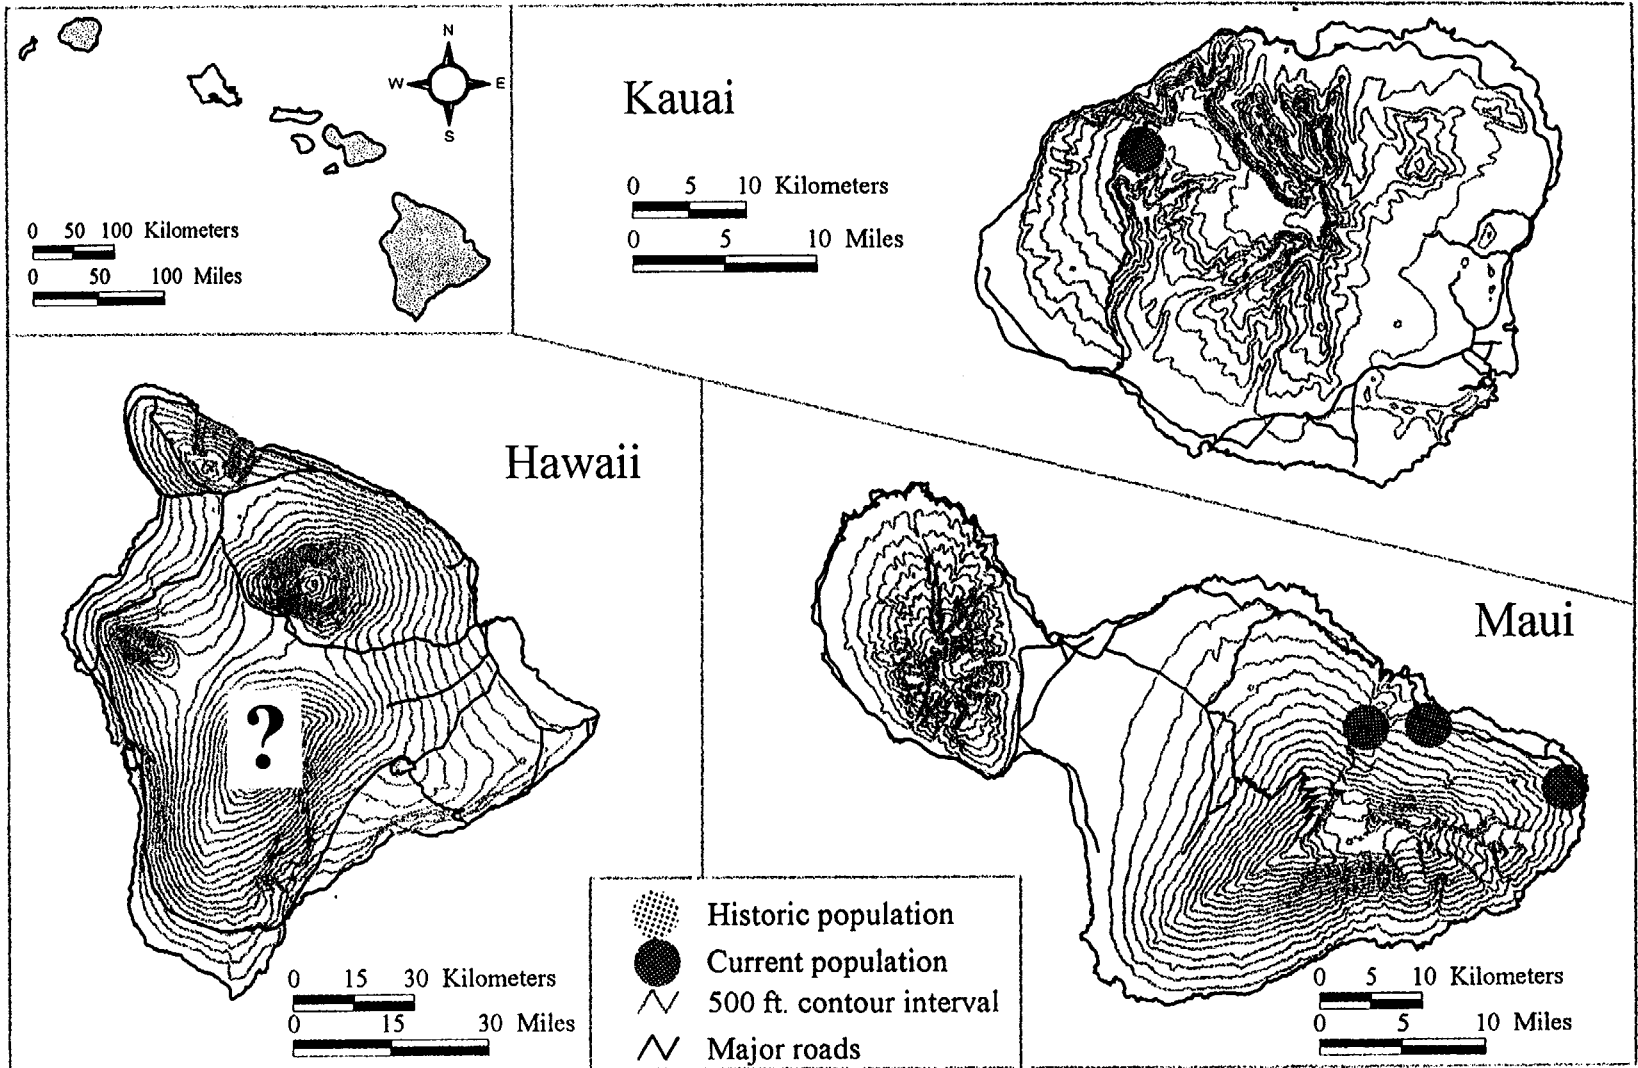 N
W E
S
0 50 100 Kilometers
0 50 100 Miles
Kauai
0 5 10 Kilometers
0 5 10 Miles
Hawaii
?
0 15 30 Kilometers
0 15 30 Miles
Maui
0 5 10 Kilometers
0 5 10 Miles
Historic population
Current population
500 ft. contour interval
Major roads